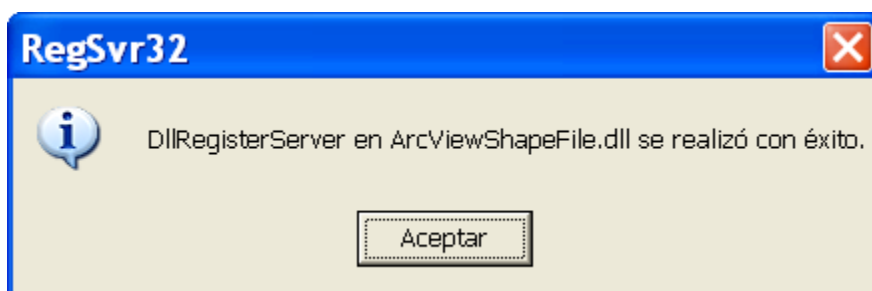 RegSvr32
DllRegisterServer en ArcViewShapeFile.dll se realizó con éxito.
Aceptar